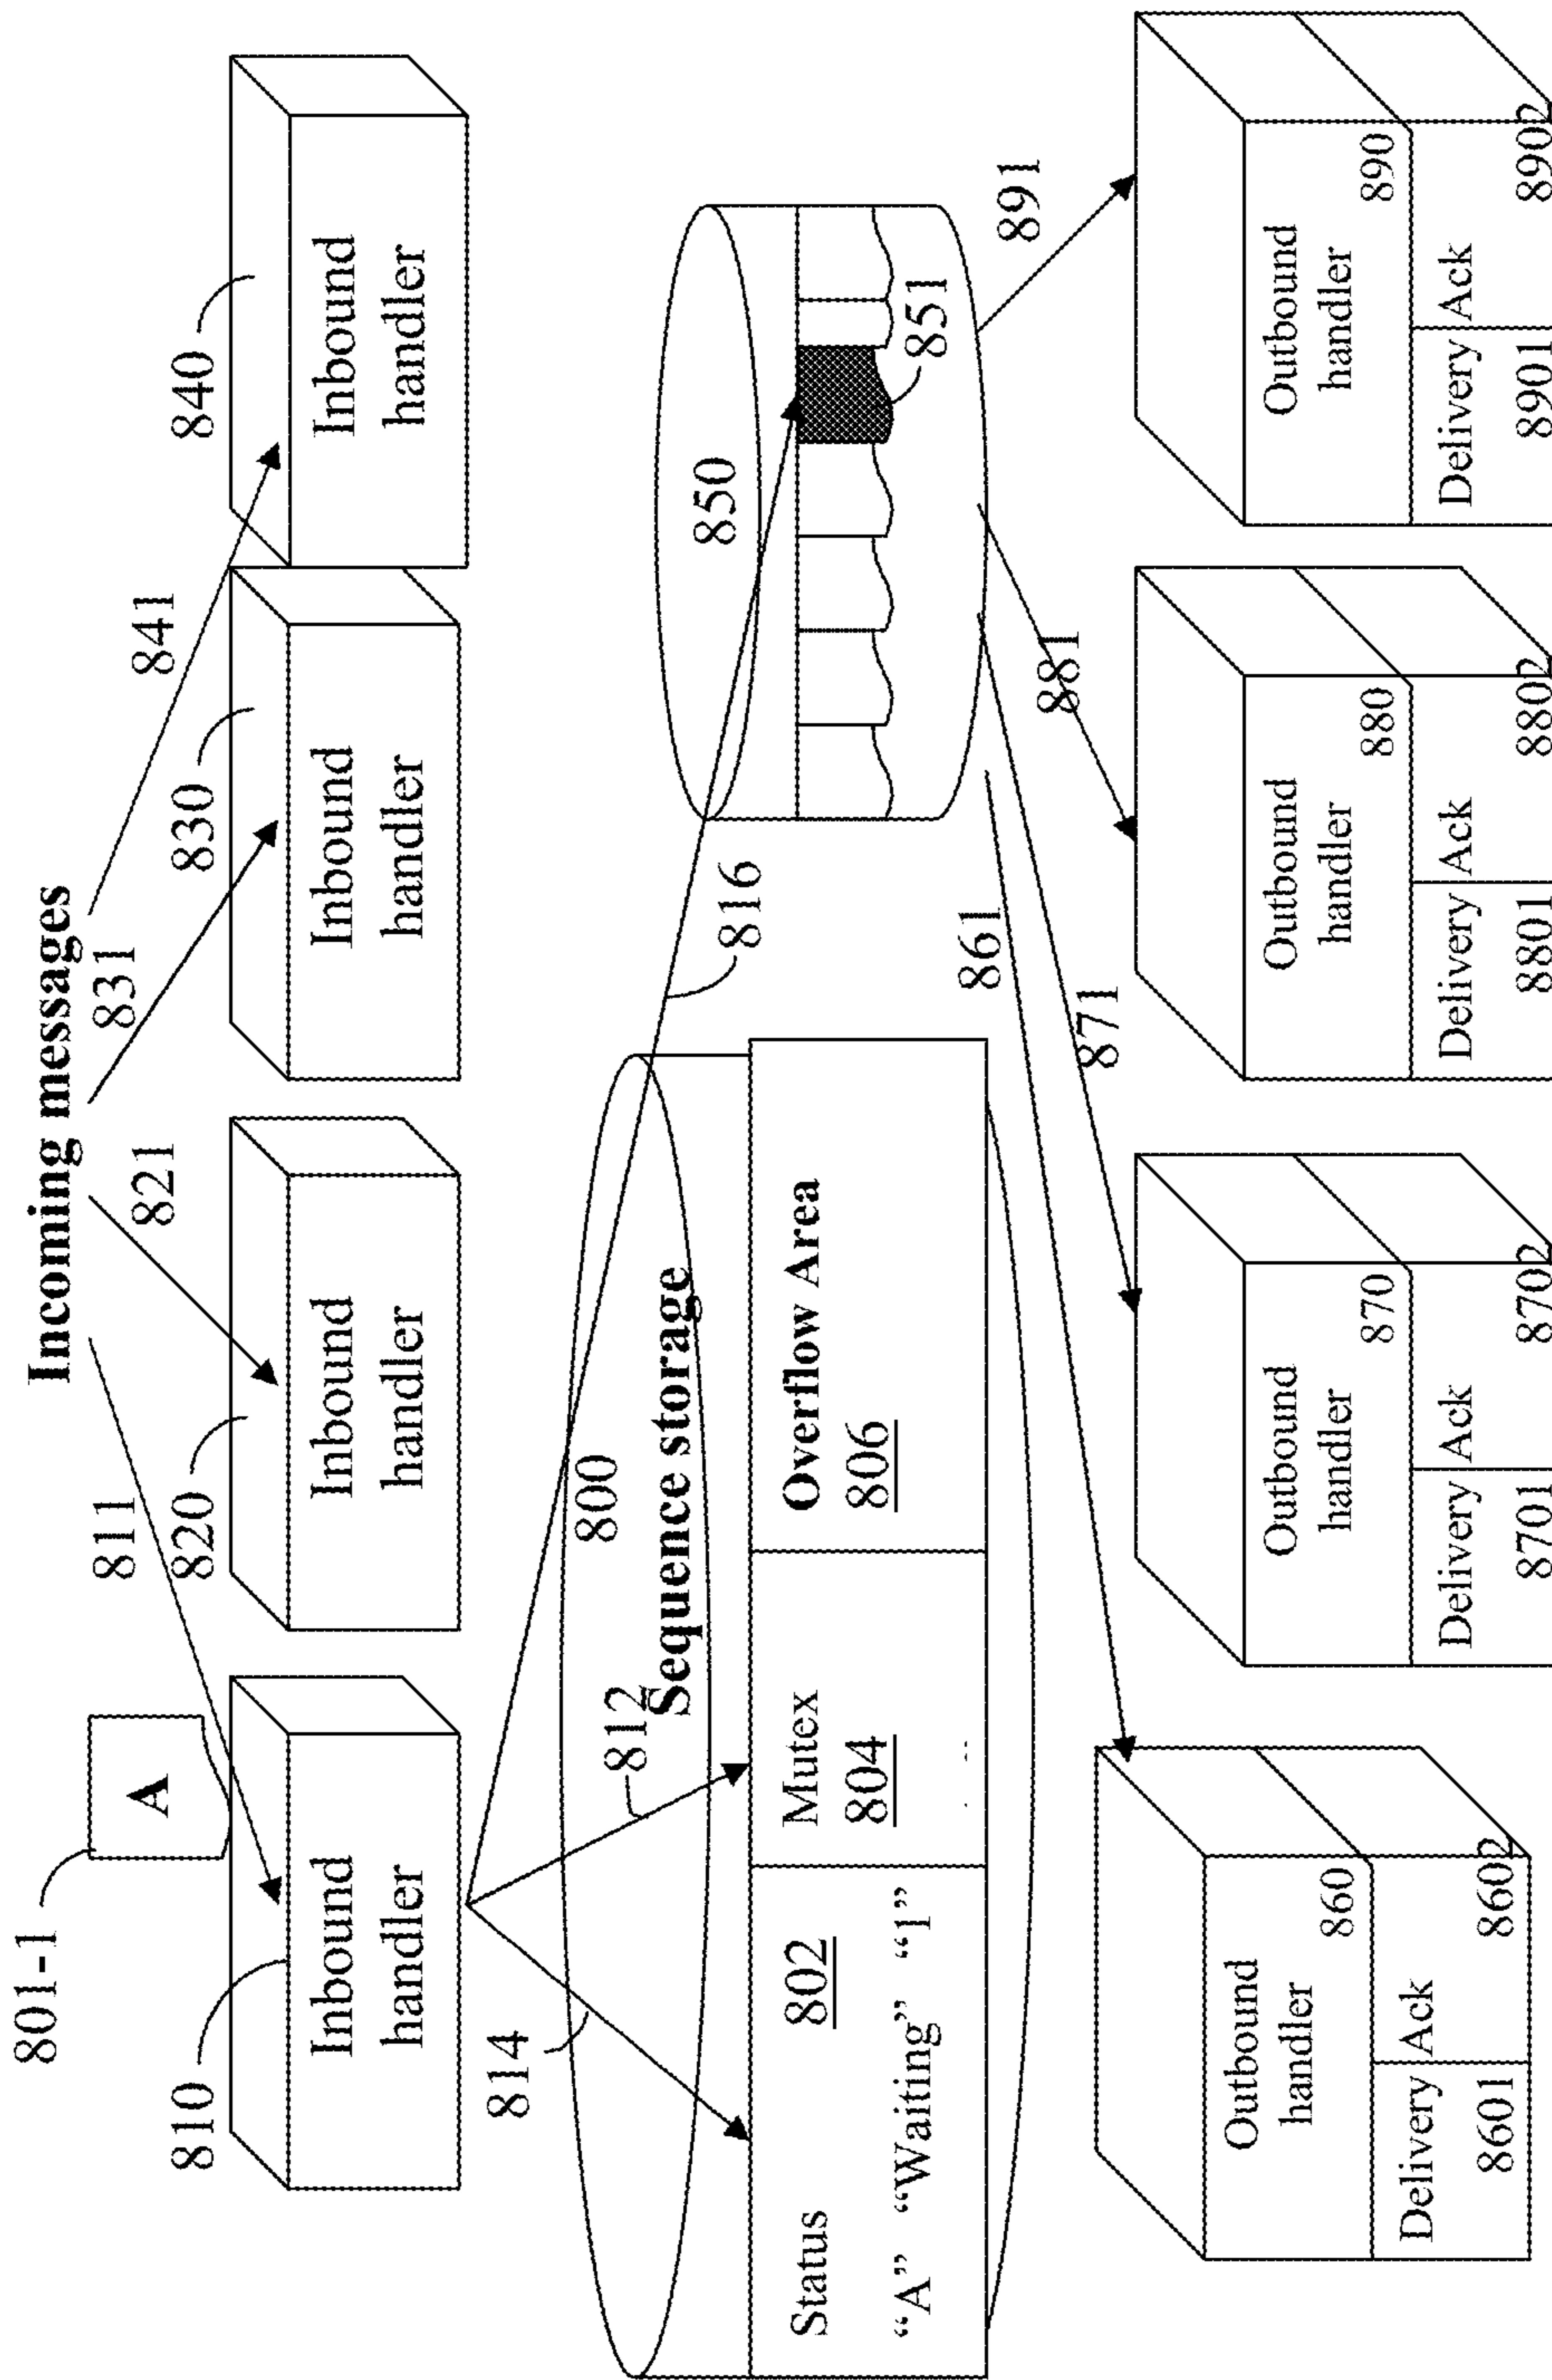 Incoming messages
801-1
A
811
821
831
841
810
820
830
840
Inbound
handler
Inbound
handler
Inbound
handler
Inbound
handler
814
812
800
816
850
851
Sequence storage
Status
802
“A” “Waiting” “1”
Mutex
804
Overflow Area
806
861
871
881
891
Outbound
handler
860
Delivery
8601
Ack
8602
Outbound
handler
870
Delivery
8701
Ack
8702
Outbound
handler
880
Delivery
8801
Ack
8802
Outbound
handler
890
Delivery
8901
Ack
8902